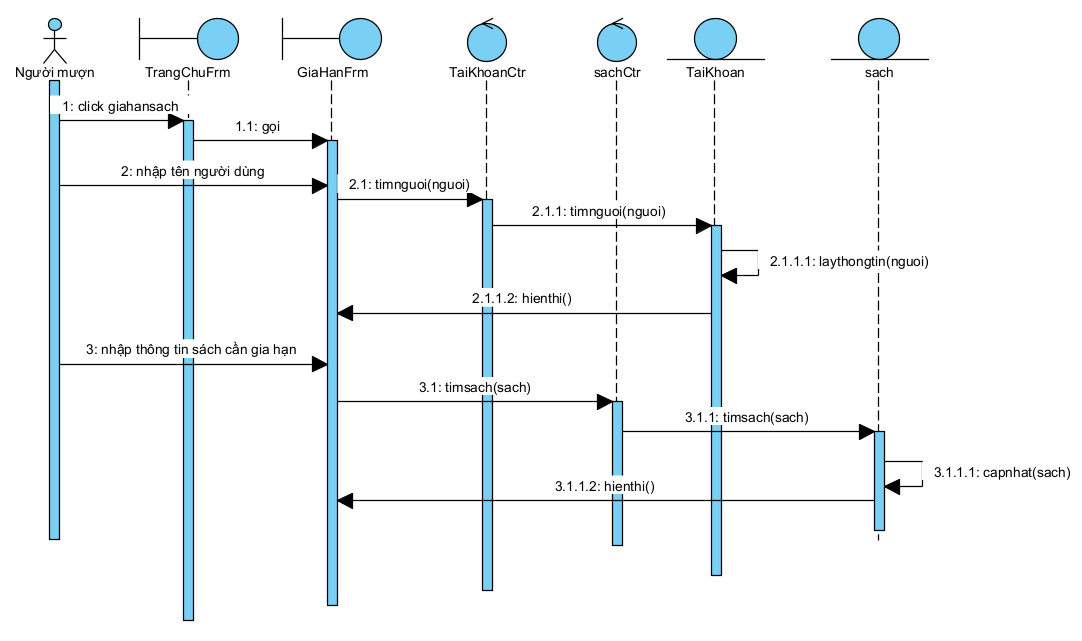 Người mượn
TrangChuFrm
GiaHanFrm
TaiKhoanCtr
sachCtr
TaiKhoan
sach
1: click giahansach
1.1: gọi
2: nhập tên người dùng
2.1: timnguoi(nguoi)
2.1.1: timnguoi(nguoi)
2.1.1.1: laythongtin(nguoi)
2.1.1.2: hienthi()
3: nhập thông tin sách cần gia hạn
3.1: timsach(sach)
3.1.1: timsach(sach)
3.1.1.1: capnhat(sach)
3.1.1.2: hienthi()